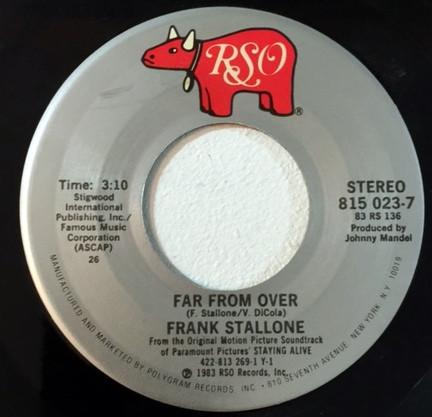 RSO
®
Time: 3:10
Stigwood
International
Publishing, Inc./
Famous Music
Corporation
(ASCAP)
26
STEREO
815 023-7
83 RS 136
Produced by
Johnny Mandel
FAR FROM OVER
(F. Stallone/V. DiCola)
FRANK STALLONE
From the Original Motion Picture Soundtrack
of Paramount Pictures' STAYING ALIVE
422-813 269-1 Y-1
℗ 1983 RSO Records, Inc.
MANUFACTURED AND MARKETED BY POLYGRAM RECORDS INC. • 810 SEVENTH AVENUE, NEW YORK, N.Y. 10019